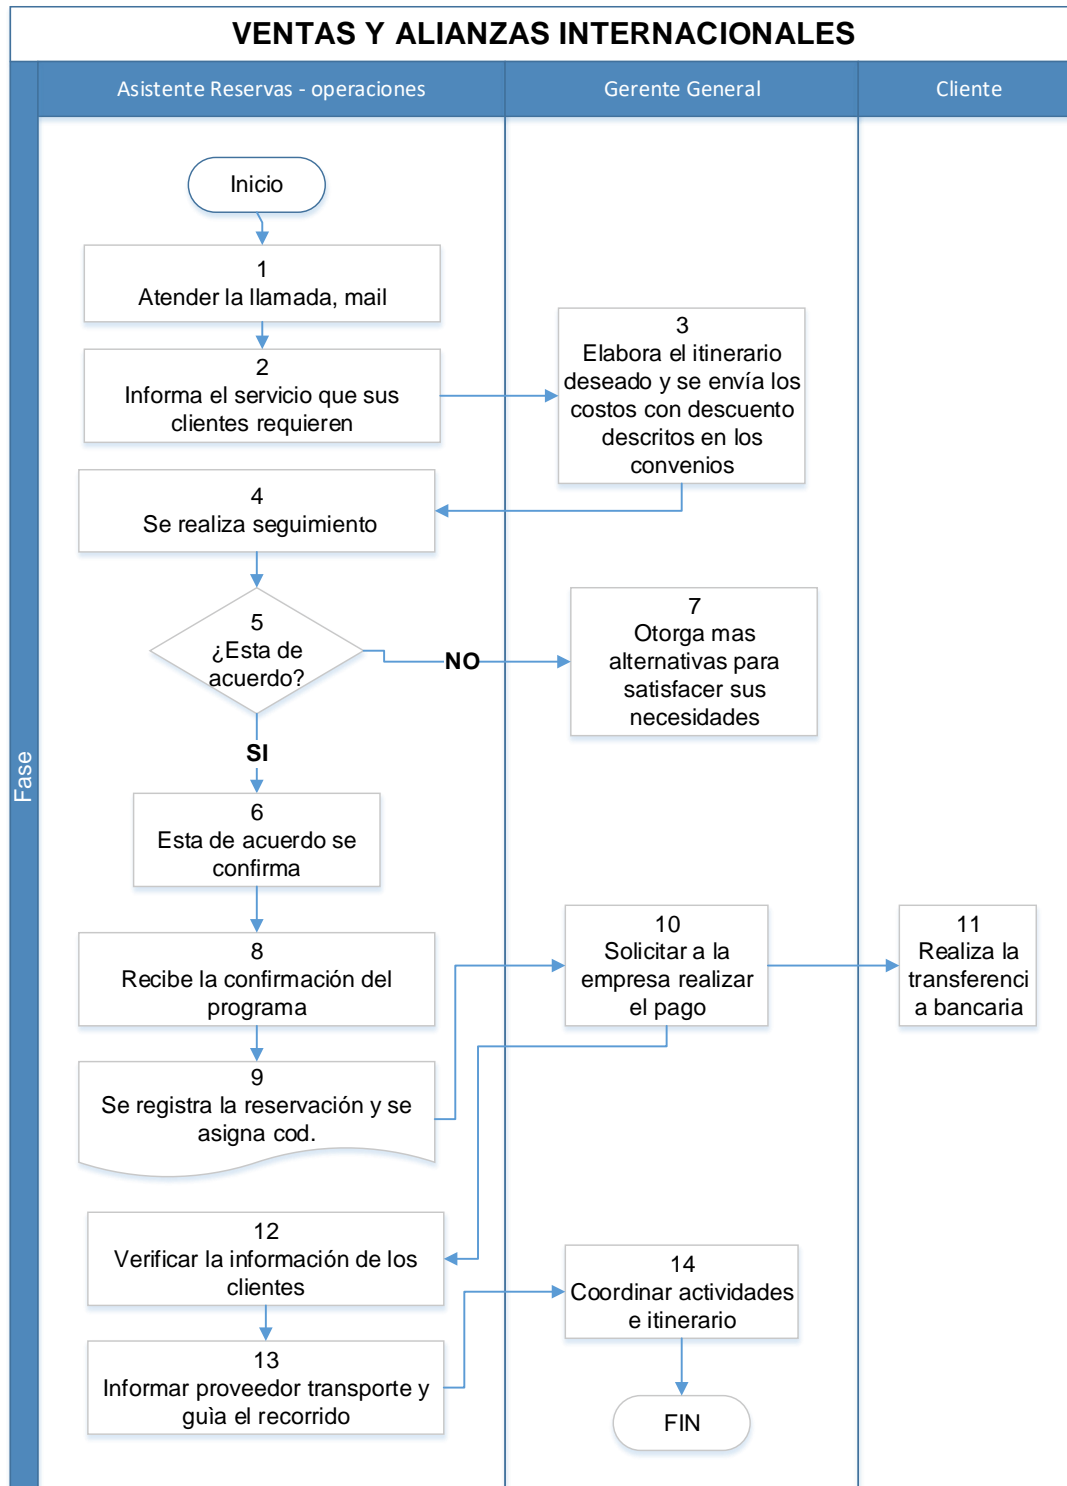 VENTAS Y ALIANZAS INTERNACIONALES
Asistente Reservas - operaciones
Gerente General
Cliente
Fase
Inicio
1
Atender la llamada, mail
2
Informa el servicio que sus
clientes requieren
3
Elabora el itinerario
deseado y se envía los
costos con descuento
descritos en los
convenios
4
Se realiza seguimiento
5
¿Esta de
acuerdo?
NO
7
Otorga mas
alternativas para
satisfacer sus
necesidades
SI
6
Esta de acuerdo se
confirma
8
Recibe la confirmación del
programa
9
Se registra la reservación y se
asigna cod.
10
Solicitar a la
empresa realizar
el pago
11
Realiza la
transferenci
a bancaria
12
Verificar la información de los
clientes
13
Informar proveedor transporte y
guìa el recorrido
14
Coordinar actividades
e itinerario
FIN